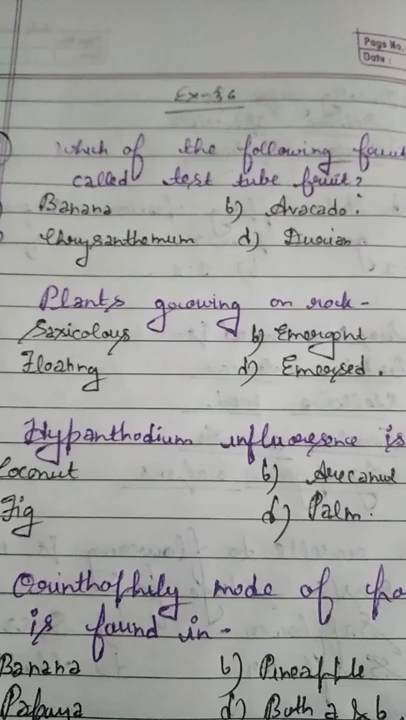 Page No.
Date:
Ex-36
which of the following
called test tube fruit?
Banana b) Avacado.
Chrysanthemum d) Durian.
Plants growing on rock -
Saxicolous b) Emergent
Floating d) Emersed.
Hypanthodium influoresence is
Coconut b) Arecanut
Fig d) Palm.
Ornithophily mode of
is found in -
Banana b) Pineapple
Papaya d) Both a & b.